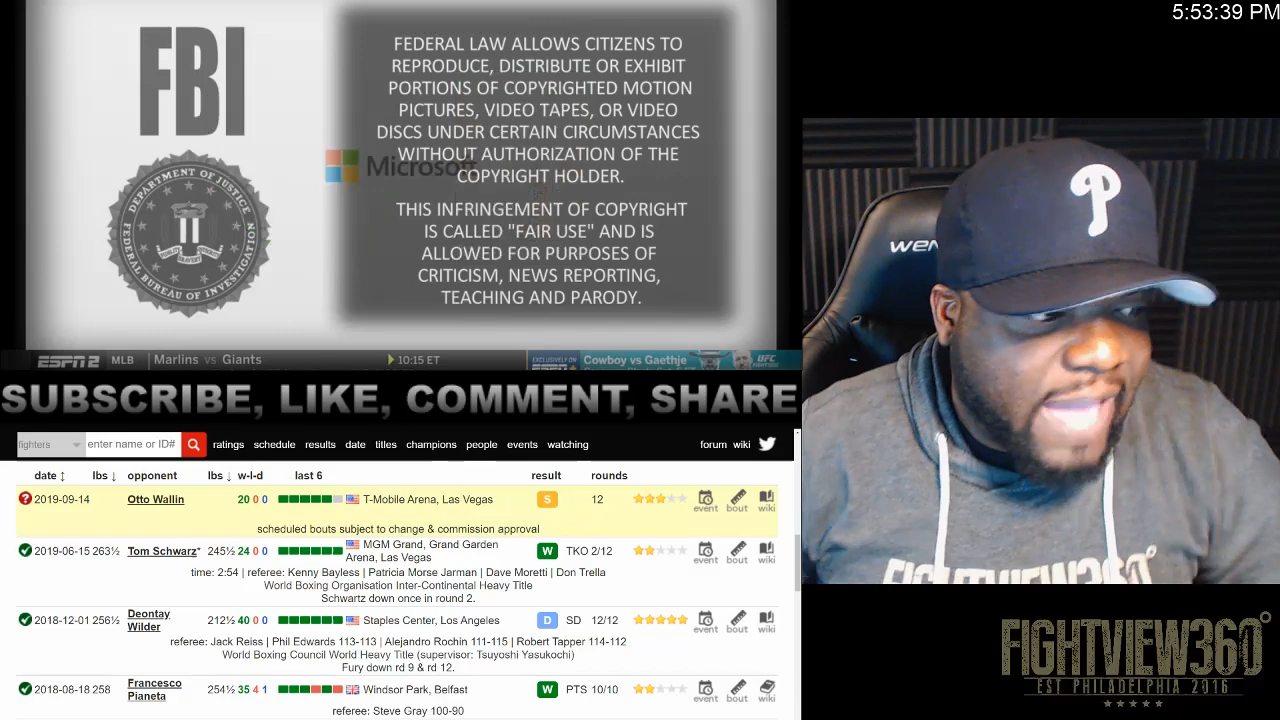 5:53:39 PM
FBI
DEPARTMENT OF JUSTICE
FEDERAL BUREAU OF INVESTIGATION
FEDERAL LAW ALLOWS CITIZENS TO
REPRODUCE, DISTRIBUTE OR EXHIBIT
PORTIONS OF COPYRIGHTED MOTION
PICTURES, VIDEO TAPES, OR VIDEO
DISCS UNDER CERTAIN CIRCUMSTANCES
WITHOUT AUTHORIZATION OF THE
COPYRIGHT HOLDER.
Microsoft
THIS INFRINGEMENT OF COPYRIGHT
IS CALLED "FAIR USE" AND IS
ALLOWED FOR PURPOSES OF
CRITICISM, NEWS REPORTING,
TEACHING AND PARODY.
ESPN2 MLB Marlins vs Giants 10:15 ET EXCLUSIVELY ON Cowboy vs Gaethje UFC
SUBSCRIBE, LIKE, COMMENT, SHARE
fighters enter name or ID# ratings schedule results date titles champions people events watching forum wiki
date lbs opponent lbs w-l-d last 6 result rounds
2019-09-14 Otto Wallin 20 0 0 T-Mobile Arena, Las Vegas S 12 event bout wiki
scheduled bouts subject to change & commission approval
2019-06-15 263½ Tom Schwarz* 245½ 24 0 0 MGM Grand, Grand Garden Arena, Las Vegas W TKO 2/12 event bout wiki
time: 2:54 | referee: Kenny Bayless | Patricia Morse Jarman | Dave Moretti | Don Trella
World Boxing Organisation Inter-Continental Heavy Title
Schwartz down once in round 2.
2018-12-01 256½ Deontay Wilder 212½ 40 0 0 Staples Center, Los Angeles D SD 12/12 event bout wiki
referee: Jack Reiss | Phil Edwards 113-113 | Alejandro Rochin 111-115 | Robert Tapper 114-112
World Boxing Council World Heavy Title (supervisor: Tsuyoshi Yasukochi)
Fury down rd 9 & rd 12.
2018-08-18 258 Francesco Pianeta 254½ 35 4 1 Windsor Park, Belfast W PTS 10/10 event bout wiki
referee: Steve Gray 100-90
P
FIGHTVIEW360°
FIGHTVIEW360°
EST PHILADELPHIA 2016